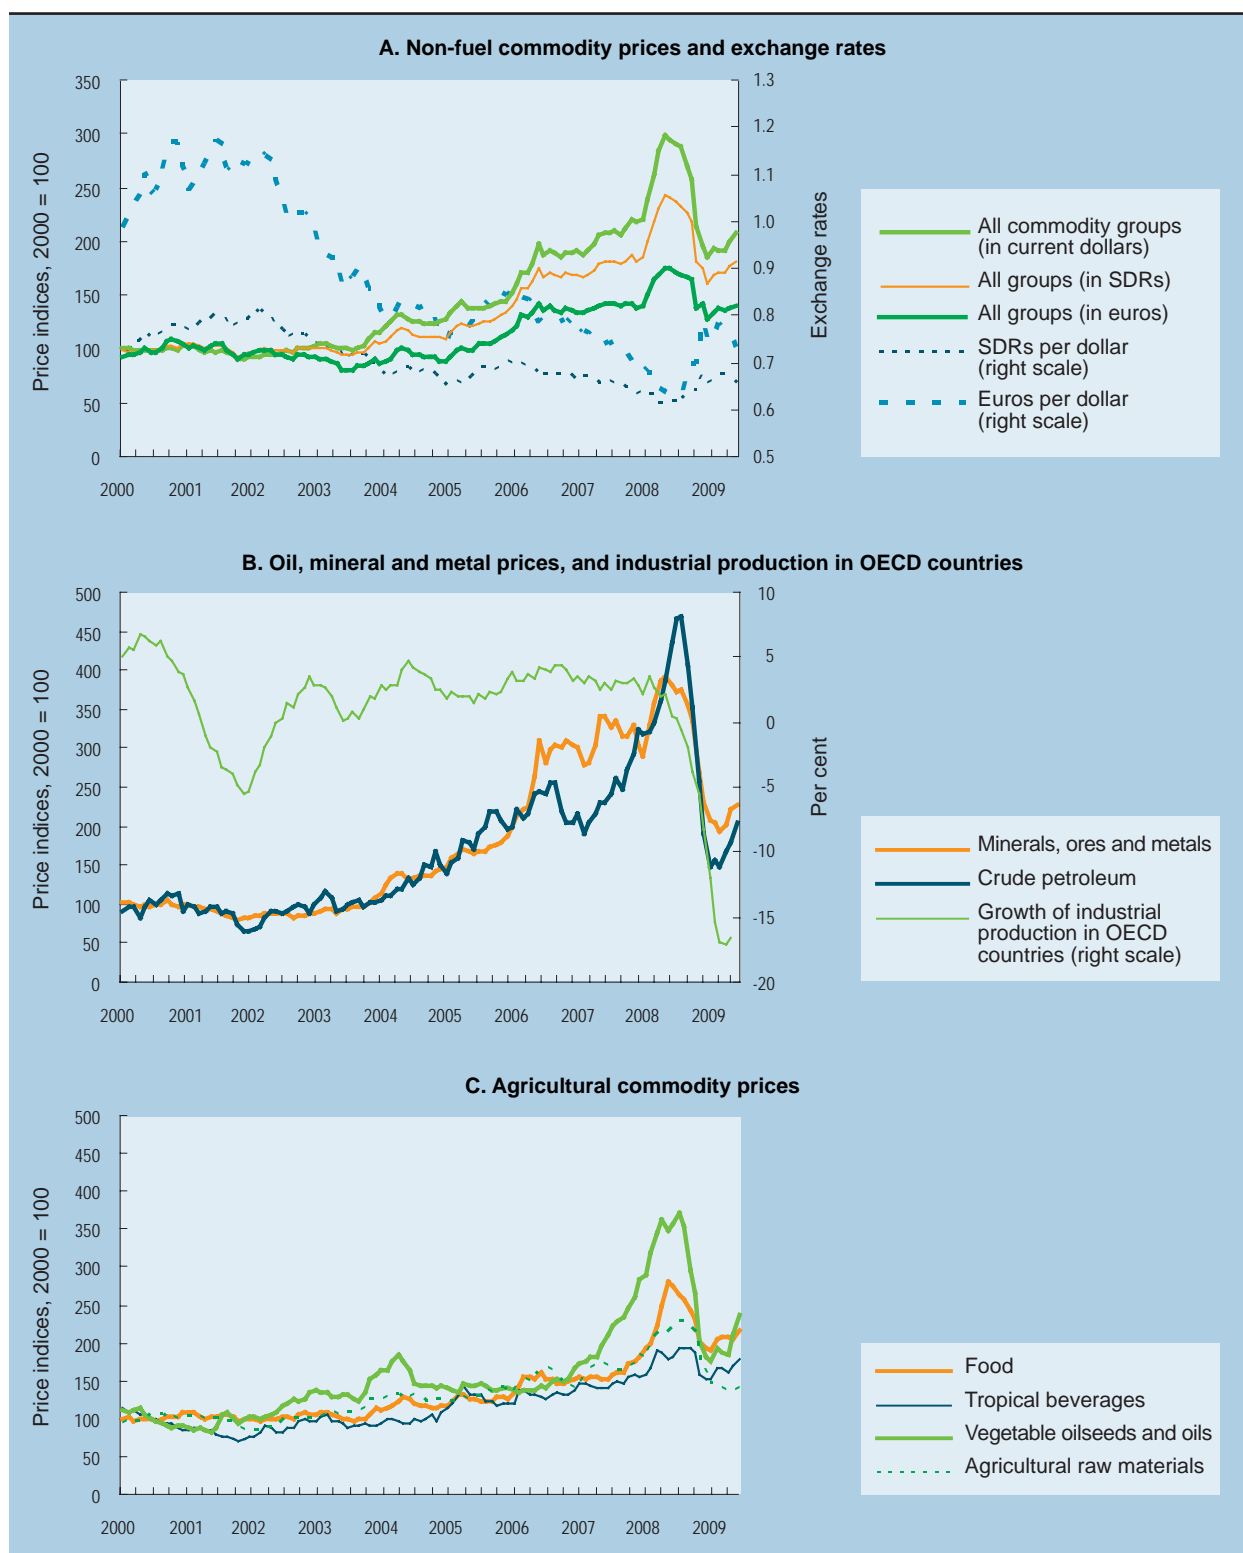 A. Non-fuel commodity prices and exchange rates
Price indices, 2000 = 100
350
300
250
200
150
100
50
0
1.3
1.2
1.1
1.0
0.9
0.8
0.7
0.6
0.5
Exchange rates
2000 2001 2002 2003 2004 2005 2006 2007 2008 2009
All commodity groups
(in current dollars)
All groups (in SDRs)
All groups (in euros)
SDRs per dollar
(right scale)
Euros per dollar
(right scale)
B. Oil, mineral and metal prices, and industrial production in OECD countries
Price indices, 2000 = 100
500
450
400
350
300
250
200
150
100
50
0
10
5
0
-5
-10
-15
-20
Per cent
2000 2001 2002 2003 2004 2005 2006 2007 2008 2009
Minerals, ores and metals
Crude petroleum
Growth of industrial
production in OECD
countries (right scale)
C. Agricultural commodity prices
Price indices, 2000 = 100
500
450
400
350
300
250
200
150
100
50
0
2000 2001 2002 2003 2004 2005 2006 2007 2008 2009
Food
Tropical beverages
Vegetable oilseeds and oils
Agricultural raw materials